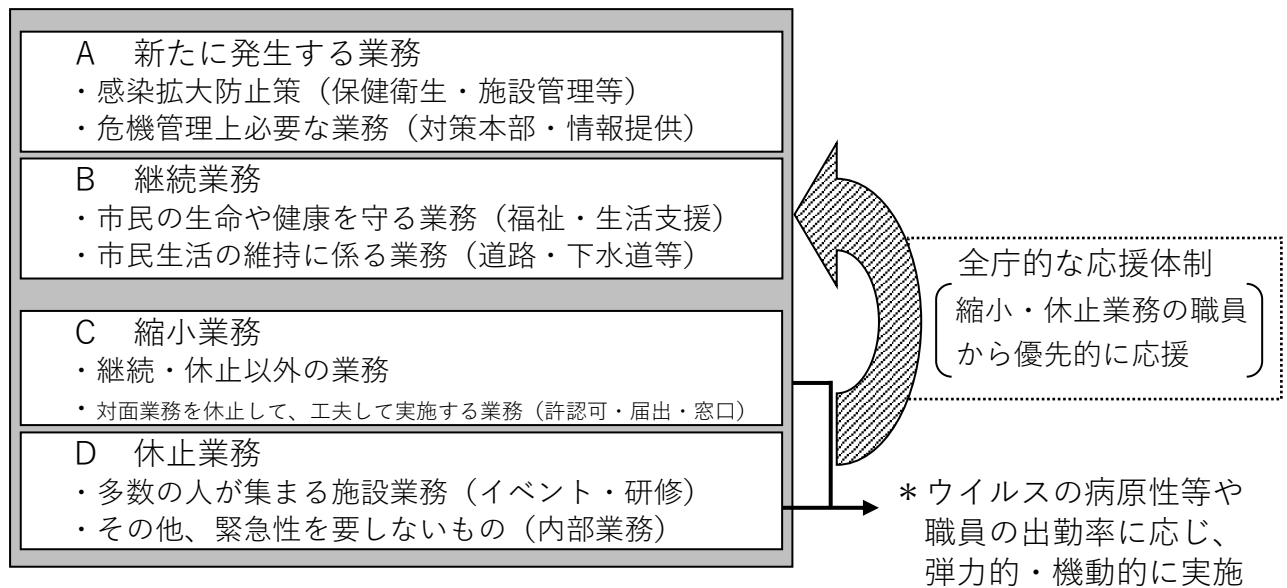 A 新たに発生する業務
・感染拡大防止策（保健衛生・施設管理等）
・危機管理上必要な業務（対策本部・情報提供）
B 継続業務
・市民の生命や健康を守る業務（福祉・生活支援）
・市民生活の維持に係る業務（道路・下水道等）
C 縮小業務
・継続・休止以外の業務
・対面業務を休止して、工夫して実施する業務（許認可・届出・窓口）
D 休止業務
・多数の人が集まる施設業務（イベント・研修）
・その他、緊急性を要しないもの（内部業務）
全庁的な応援体制
縮小・休止業務の職員
から優先的に応援
＊ウイルスの病原性等や
職員の出勤率に応じ、
弾力的・機動的に実施